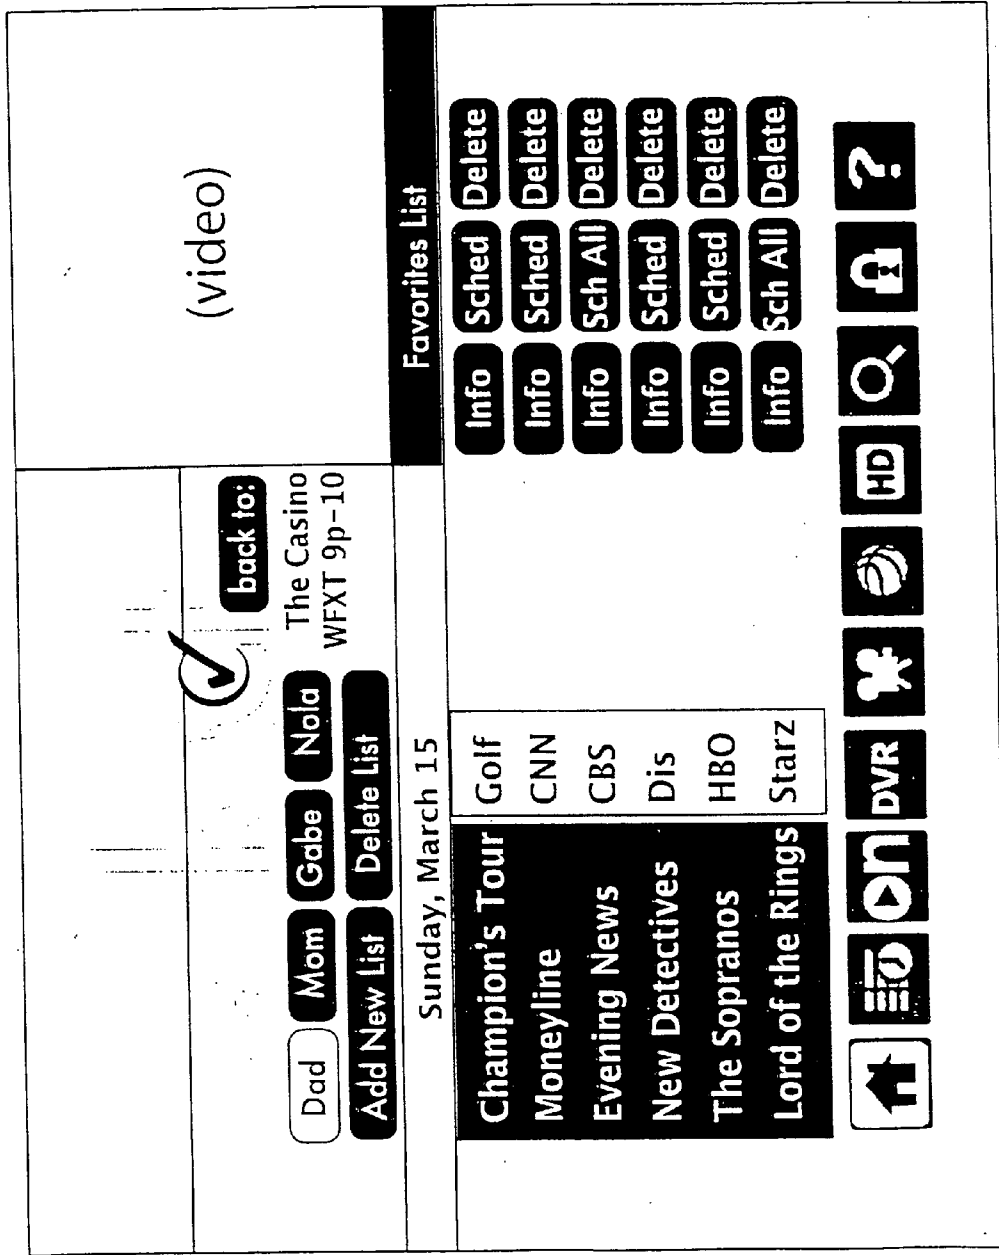 (video)
back to:
Dad Mom Gabe Nola The Casino
Add New List Delete List WFXT 9p-10
Sunday, March 15 Favorites List
Champion's Tour Golf Info Sched Delete
Moneyline CNN Info Sched Delete
Evening News CBS Info Sch All Delete
New Detectives Dis Info Sched Delete
The Sopranos HBO Info Sched Delete
Lord of the Rings Starz Info Sch All Delete
on DVR HD ?